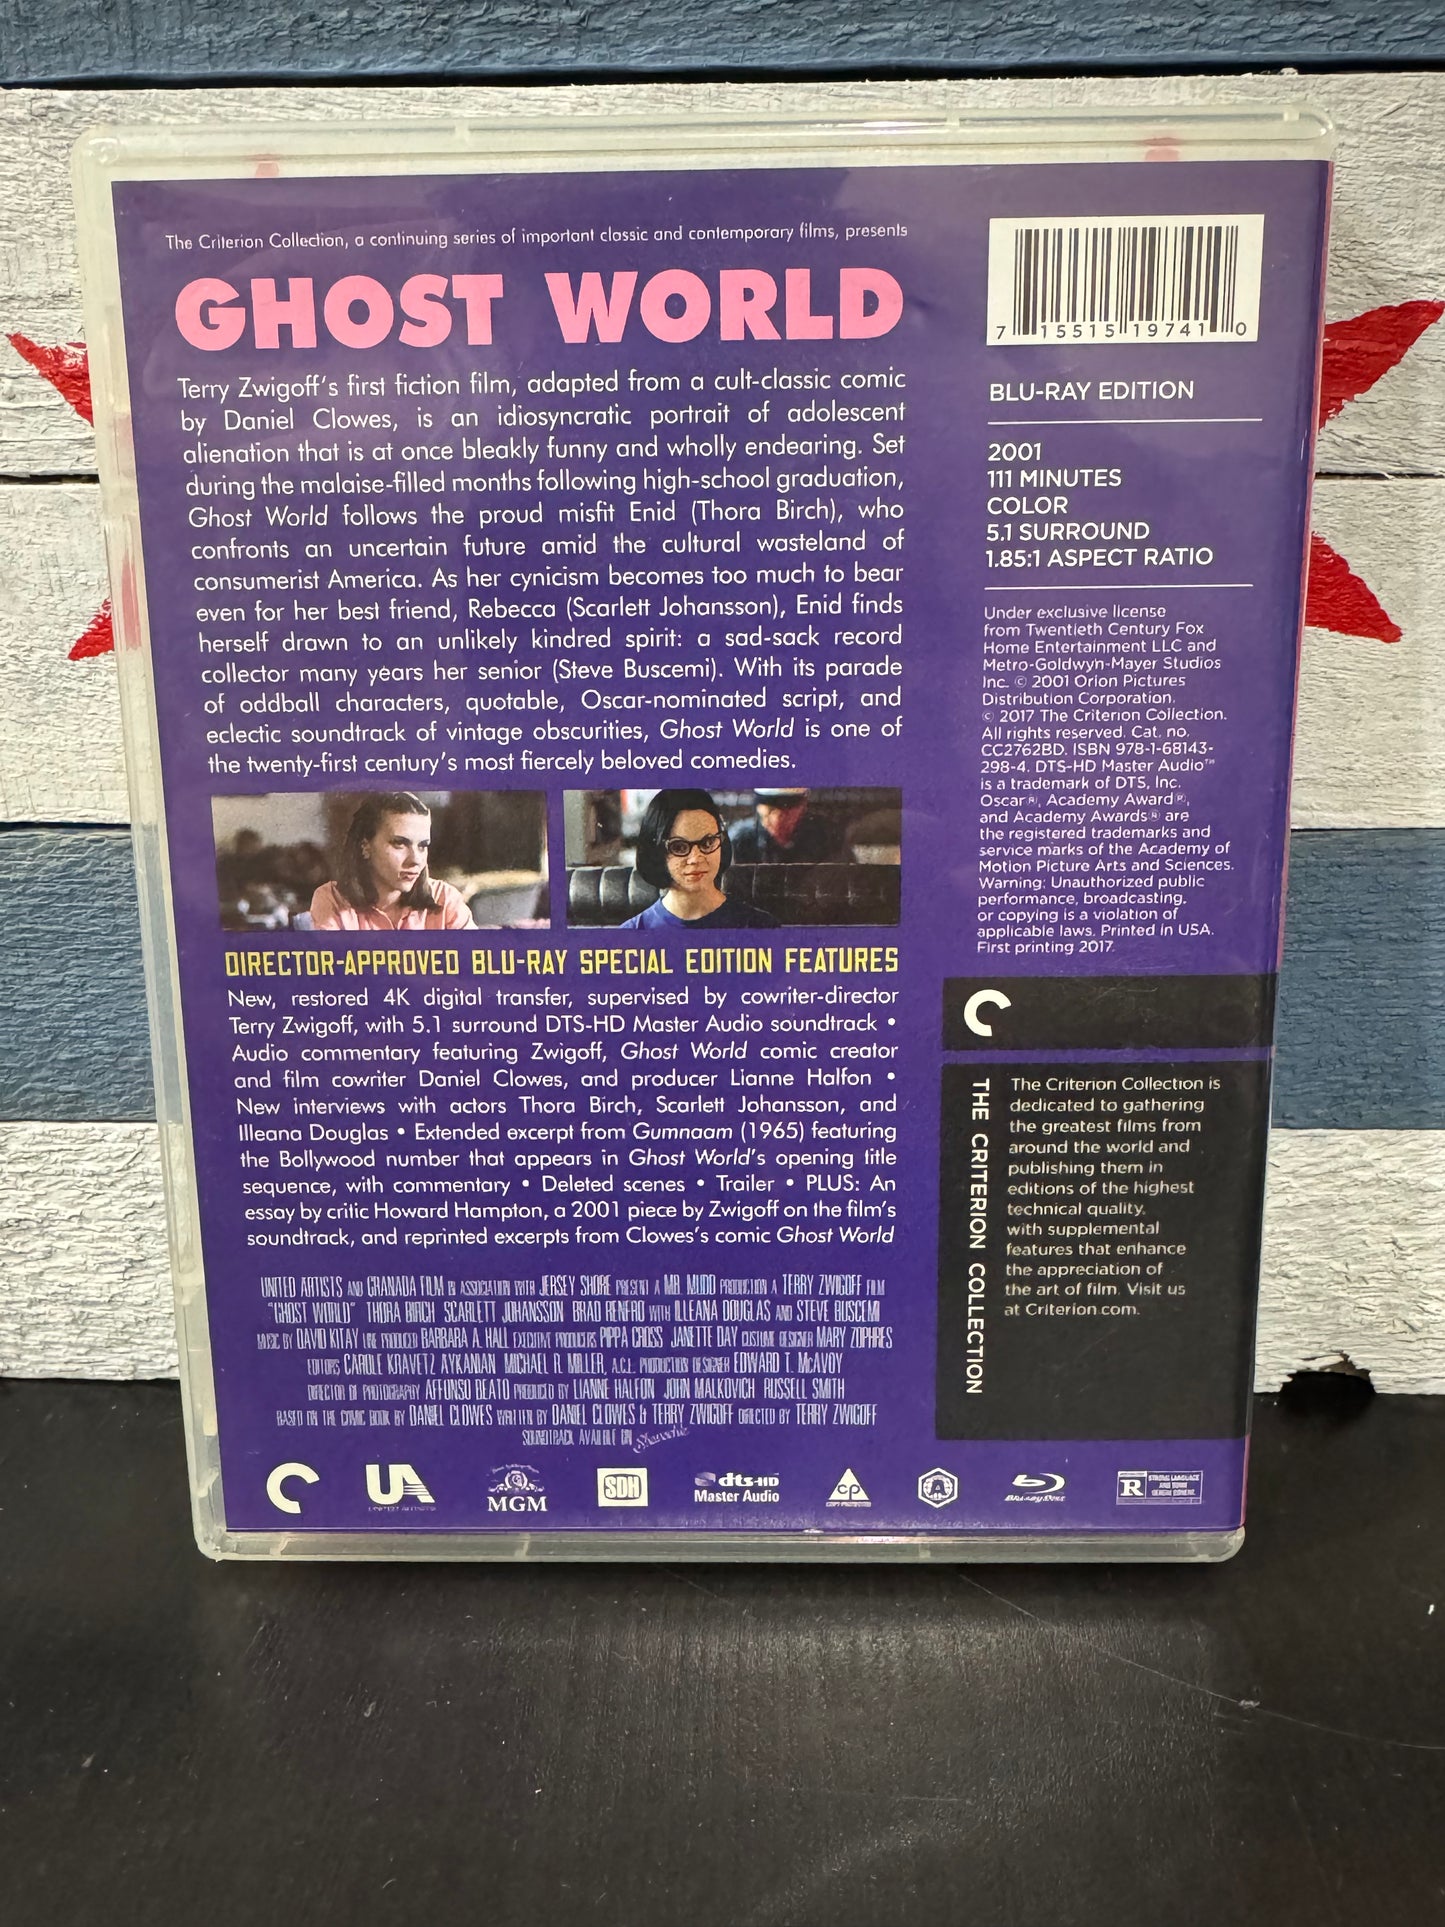 The Criterion Collection, a continuing series of important classic and contemporary films, presents
GHOST WORLD
Terry Zwigoff's first fiction film, adapted from a cult-classic comic
by Daniel Clowes, is an idiosyncratic portrait of adolescent
alienation that is at once bleakly funny and wholly endearing. Set
during the malaise-filled months following high-school graduation,
Ghost World follows the proud misfit Enid (Thora Birch), who
confronts an uncertain future amid the cultural wasteland of
consumerist America. As her cynicism becomes too much to bear
even for her best friend, Rebecca (Scarlett Johansson), Enid finds
herself drawn to an unlikely kindred spirit: a sad-sack record
collector many years her senior (Steve Buscemi). With its parade
of oddball characters, quotable, Oscar-nominated script, and
eclectic soundtrack of vintage obscurities, Ghost World is one of
the twenty-first century's most fiercely beloved comedies.
DIRECTOR-APPROVED BLU-RAY SPECIAL EDITION FEATURES
New, restored 4K digital transfer, supervised by cowriter-director
Terry Zwigoff, with 5.1 surround DTS-HD Master Audio soundtrack •
Audio commentary featuring Zwigoff, Ghost World comic creator
and film cowriter Daniel Clowes, and producer Lianne Halfon •
New interviews with actors Thora Birch, Scarlett Johansson, and
Illeana Douglas • Extended excerpt from Gumnaam (1965) featuring
the Bollywood number that appears in Ghost World's opening title
sequence, with commentary • Deleted scenes • Trailer • PLUS: An
essay by critic Howard Hampton, a 2001 piece by Zwigoff on the film's
soundtrack, and reprinted excerpts from Clowes's comic Ghost World
UNITED ARTISTS AND GRANADA FILM IN ASSOCIATION WITH JERSEY SHORE PRESENT A MR. MUDD PRODUCTION A TERRY ZWIGOFF FILM
"GHOST WORLD" THORA BIRCH SCARLETT JOHANSSON BRAD RENFRO WITH ILLEANA DOUGLAS AND STEVE BUSCEMI
MUSIC BY DAVID KITAY LINE PRODUCER BARBARA A. HALL EXECUTIVE PRODUCERS PIPPA CROSS JANETTE DAY COSTUME DESIGNER MARY ZOPHRES
EDITORS CAROLE KRAVETZ AYKANIAN MICHAEL R. MILLER, A.C.E. PRODUCTION DESIGNER EDWARD T. McAVOY
DIRECTOR OF PHOTOGRAPHY AFFONSO BEATO PRODUCED BY LIANNE HALFON JOHN MALKOVICH RUSSELL SMITH
BASED ON THE COMIC BOOK BY DANIEL CLOWES WRITTEN BY DANIEL CLOWES & TERRY ZWIGOFF DIRECTED BY TERRY ZWIGOFF
SOUNDTRACK AVAILABLE ON Shanachie
UA
MGM
SDH
dts-HD
Master Audio
CP
Blu-ray Disc
R STRONG LANGUAGE
AND SOME
SEXUAL CONTENT
7 15515 19741 0
BLU-RAY EDITION
2001
111 MINUTES
COLOR
5.1 SURROUND
1.85:1 ASPECT RATIO
Under exclusive license
from Twentieth Century Fox
Home Entertainment LLC and
Metro-Goldwyn-Mayer Studios
Inc. © 2001 Orion Pictures
Distribution Corporation.
© 2017 The Criterion Collection.
All rights reserved. Cat. no.
CC2762BD. ISBN 978-1-68143-
298-4. DTS-HD Master Audio™
is a trademark of DTS, Inc.
Oscar®, Academy Award®,
and Academy Awards® are
the registered trademarks and
service marks of the Academy of
Motion Picture Arts and Sciences.
Warning: Unauthorized public
performance, broadcasting,
or copying is a violation of
applicable laws. Printed in USA.
First printing 2017.
THE CRITERION COLLECTION
The Criterion Collection is
dedicated to gathering
the greatest films from
around the world and
publishing them in
editions of the highest
technical quality,
with supplemental
features that enhance
the appreciation of
the art of film. Visit us
at Criterion.com.